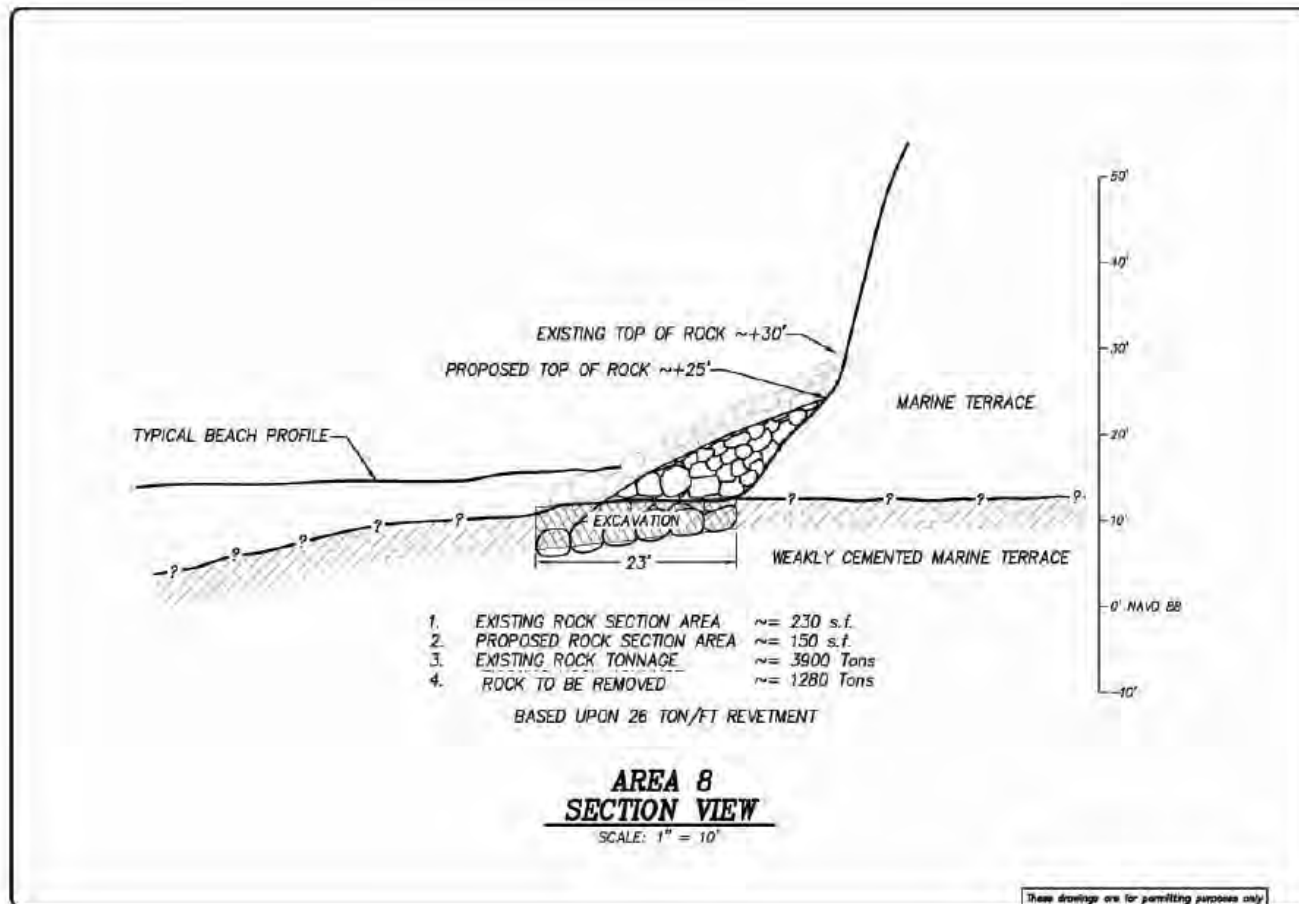 50'
40'
EXISTING TOP OF ROCK ~+30'
30'
PROPOSED TOP OF ROCK ~+25'
MARINE TERRACE
TYPICAL BEACH PROFILE
20'
? ? ? ? ? ? ? ? ?
EXCAVATION
10'
23'
WEAKLY CEMENTED MARINE TERRACE
0' NAVD 88
1. EXISTING ROCK SECTION AREA ~= 230 s.f.
2. PROPOSED ROCK SECTION AREA ~= 150 s.f.
3. EXISTING ROCK TONNAGE ~= 3900 Tons
4. ROCK TO BE REMOVED ~= 1280 Tons
-10'
BASED UPON 26 TON/FT REVETMENT
AREA 8
SECTION VIEW
SCALE: 1" = 10'
These drawings are for permitting purposes only